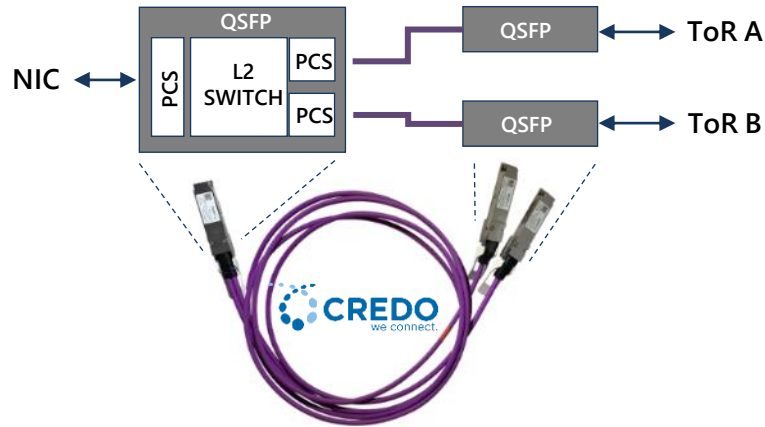 QSFP
PCS
L2
SWITCH
PCS
PCS
NIC
QSFP
ToR A
QSFP
ToR B
CREDO
we connect.